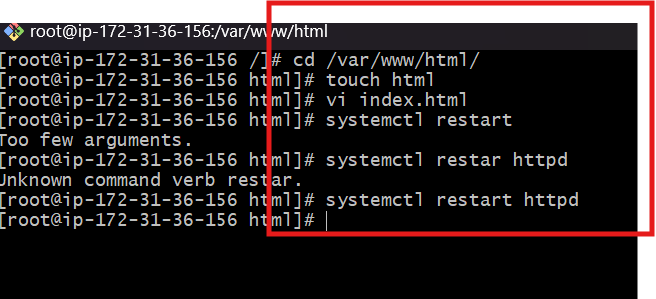 root@ip-172-31-36-156:/var/www/html
[root@ip-172-31-36-156 /]# cd /var/www/html/
[root@ip-172-31-36-156 html]# touch html
[root@ip-172-31-36-156 html]# vi index.html
[root@ip-172-31-36-156 html]# systemctl restart
Too few arguments.
[root@ip-172-31-36-156 html]# systemctl restar httpd
Unknown command verb restar.
[root@ip-172-31-36-156 html]# systemctl restart httpd
[root@ip-172-31-36-156 html]#